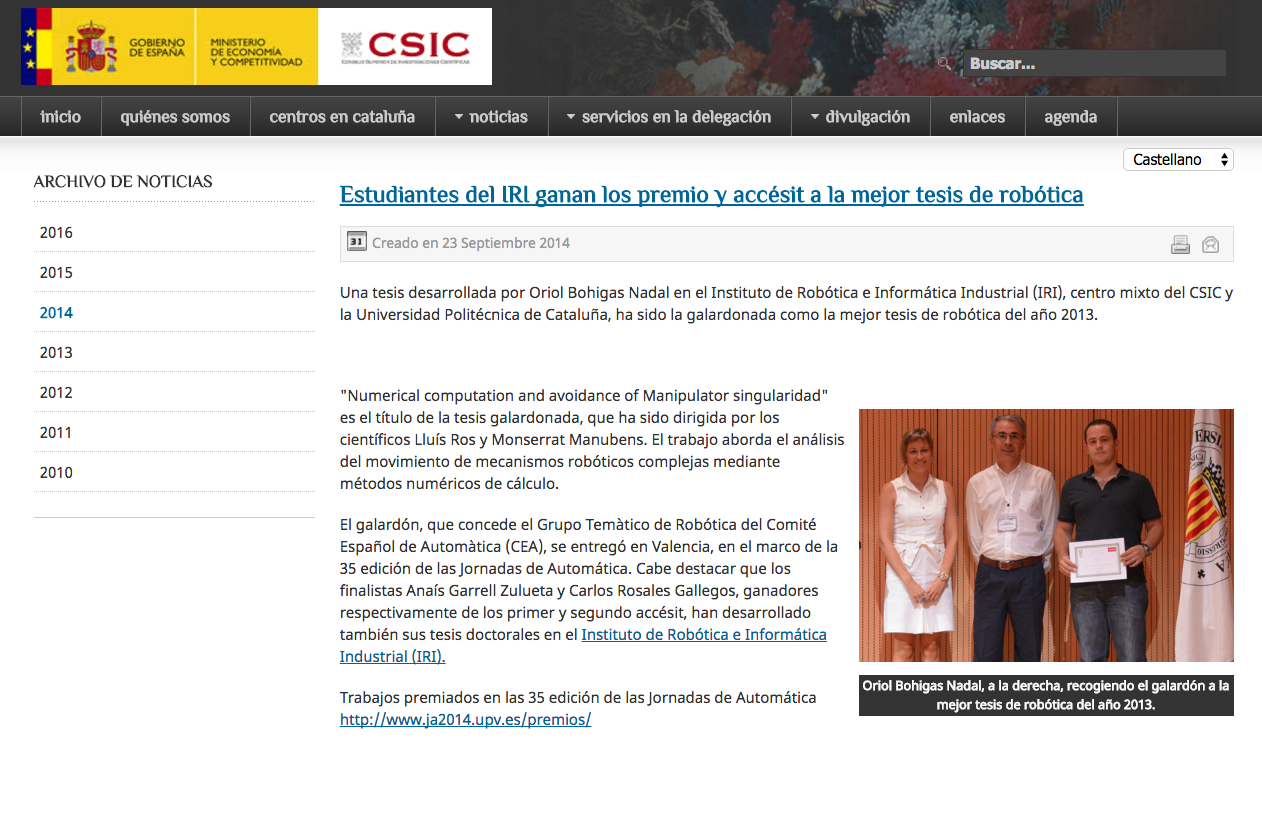 GOBIERNO
DE ESPAÑA
MINISTERIO
DE ECONOMÍA
Y COMPETITIVIDAD
CSIC
Consejo Superior de Investigaciones Científicas
Buscar...
inicio
quiénes somos
centros en cataluña
noticias
servicios en la delegación
divulgación
enlaces
agenda
Castellano
ARCHIVO DE NOTICIAS
2016
2015
2014
2013
2012
2011
2010
Estudiantes del IRI ganan los premio y accésit a la mejor tesis de robótica
31 Creado en 23 Septiembre 2014
Una tesis desarrollada por Oriol Bohigas Nadal en el Instituto de Robótica e Informática Industrial (IRI), centro mixto del CSIC y
la Universidad Politécnica de Cataluña, ha sido la galardonada como la mejor tesis de robótica del año 2013.
"Numerical computation and avoidance of Manipulator singularidad"
es el título de la tesis galardonada, que ha sido dirigida por los
científicos Lluís Ros y Monserrat Manubens. El trabajo aborda el análisis
del movimiento de mecanismos robóticos complejas mediante
métodos numéricos de cálculo.
El galardón, que concede el Grupo Temàtico de Robótica del Comité
Español de Automàtica (CEA), se entregó en Valencia, en el marco de la
35 edición de las Jornadas de Automática. Cabe destacar que los
finalistas Anaís Garrell Zulueta y Carlos Rosales Gallegos, ganadores
respectivamente de los primer y segundo accésit, han desarrollado
también sus tesis doctorales en el Instituto de Robótica e Informática
Industrial (IRI).
Trabajos premiados en las 35 edición de las Jornadas de Automática
http://www.ja2014.upv.es/premios/
Oriol Bohigas Nadal, a la derecha, recogiendo el galardón a la
mejor tesis de robótica del año 2013.